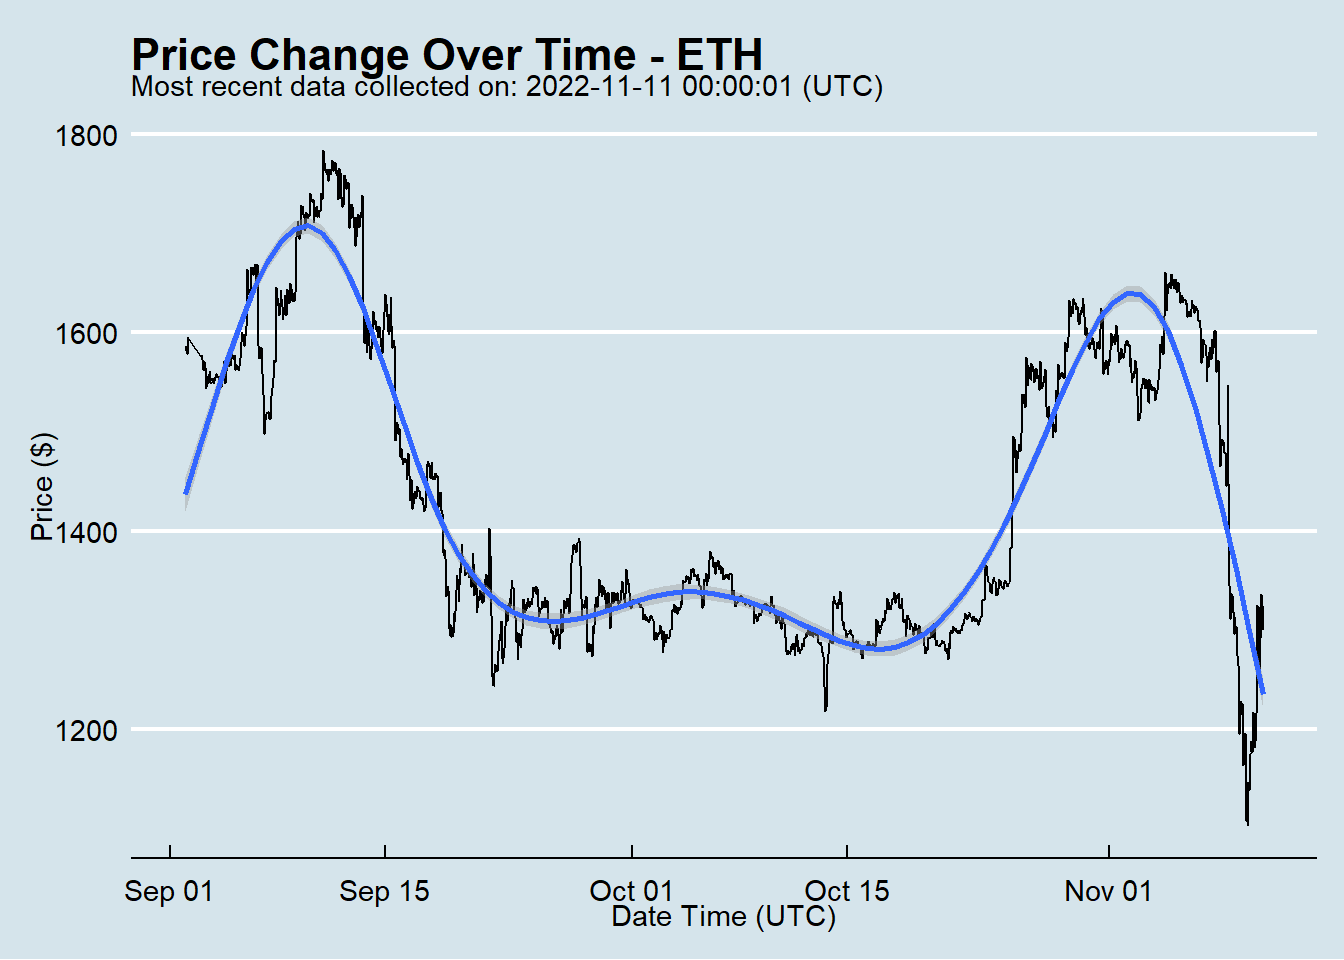 Price Change Over Time - ETH
Most recent data collected on: 2022-11-11 00:00:01 (UTC)
1800
1600
1400
1200
Price ($)
Sep 01
Sep 15
Oct 01
Oct 15
Nov 01
Date Time (UTC)